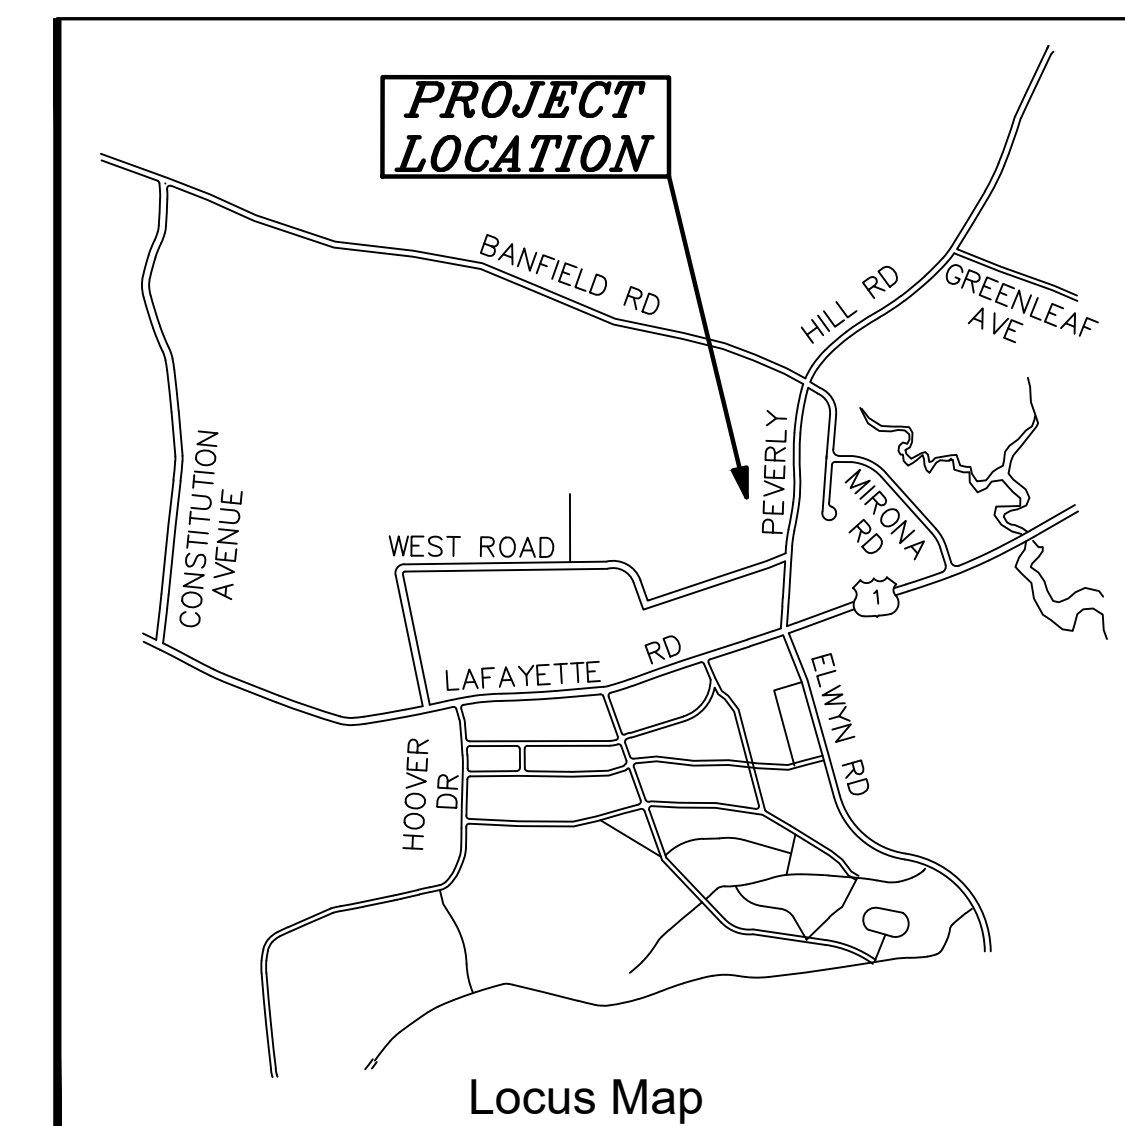 PROJECT
LOCATION
BANFIELD RD
HILL RD
GREENLEAF
AVE
PEVERLY
MIRONA
RD
CONSTITUTION
AVENUE
WEST ROAD
1
LAFAYETTE RD
ELWYN RD
HOOVER
DR
Locus Map